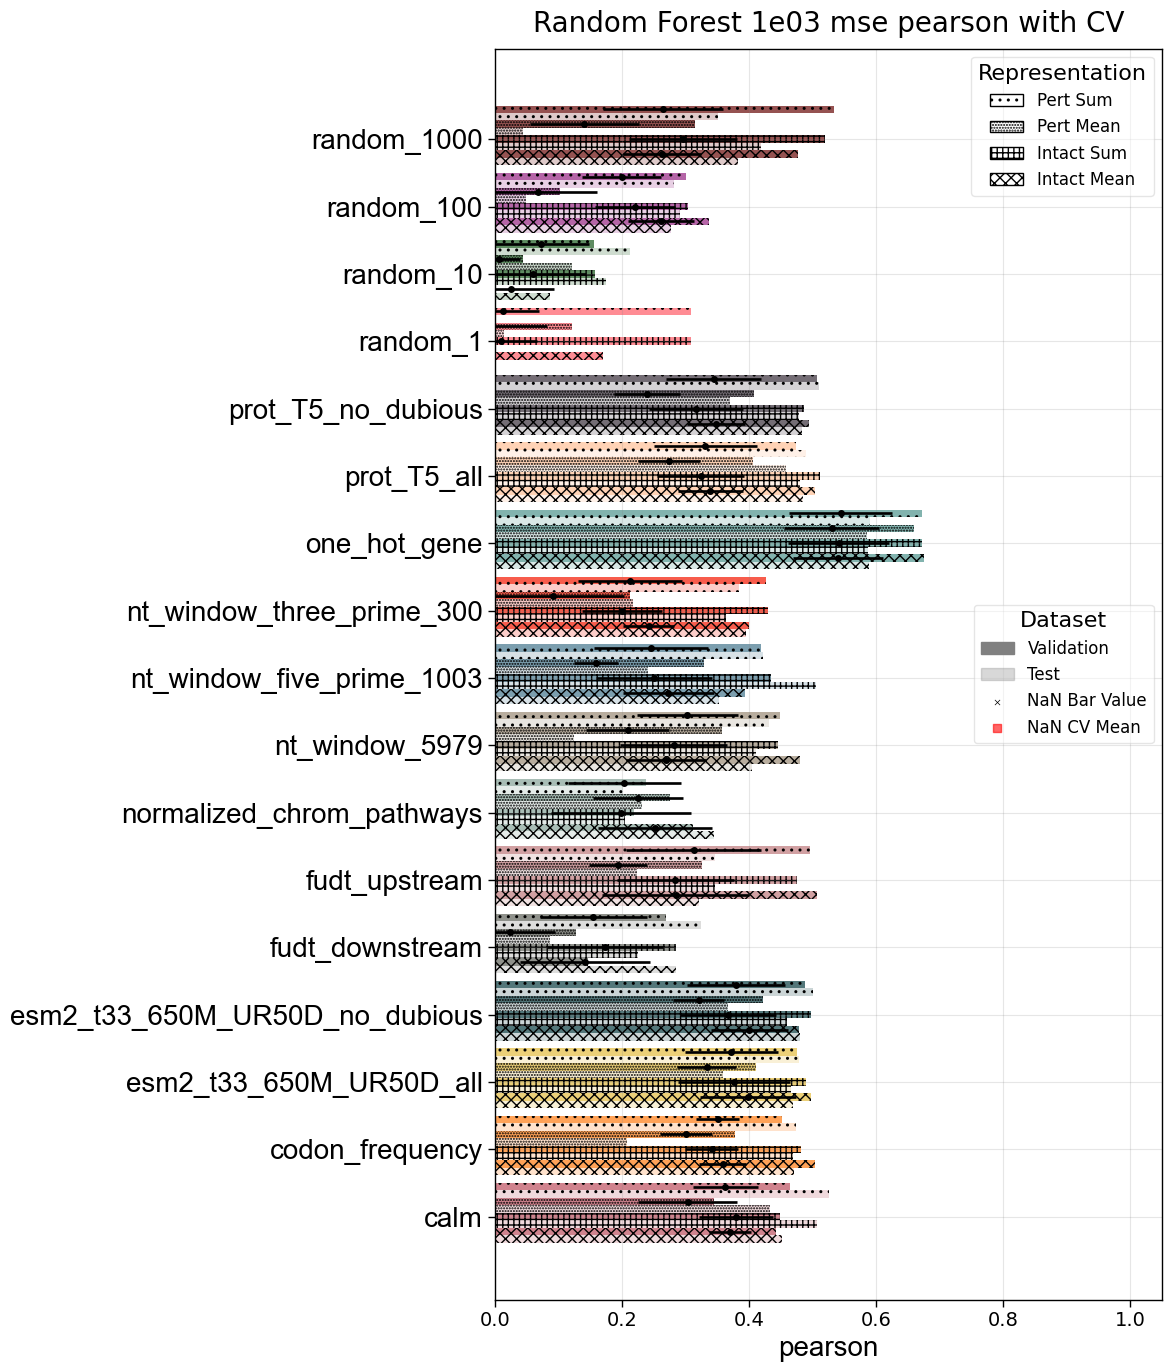 Random Forest 1e03 mse pearson with CV
Representation
Pert Sum
Pert Mean
Intact Sum
Intact Mean
random_1000
random_100
random_10
random_1
prot_T5_no_dubious
prot_T5_all
one_hot_gene
nt_window_three_prime_300
nt_window_five_prime_1003
nt_window_5979
normalized_chrom_pathways
fudt_upstream
fudt_downstream
esm2_t33_650M_UR50D_no_dubious
esm2_t33_650M_UR50D_all
codon_frequency
calm
Dataset
Validation
Test
NaN Bar Value
NaN CV Mean
0.0 0.2 0.4 0.6 0.8 1.0
pearson